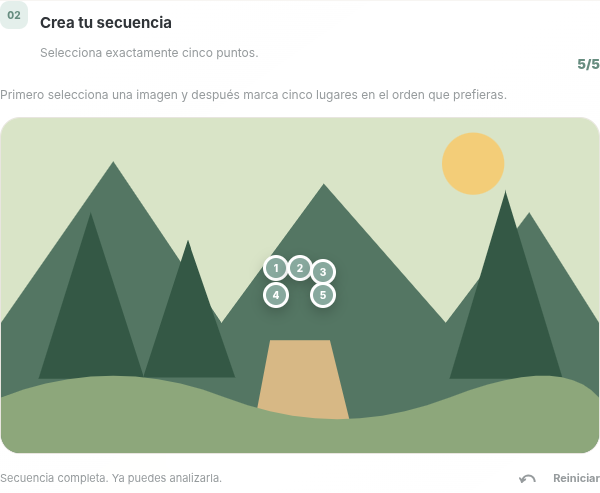 02
Crea tu secuencia
Selecciona exactamente cinco puntos.
5/5
Primero selecciona una imagen y después marca cinco lugares en el orden que prefieras.
1 2 3
4 5
Secuencia completa. Ya puedes analizarla.
Reiniciar